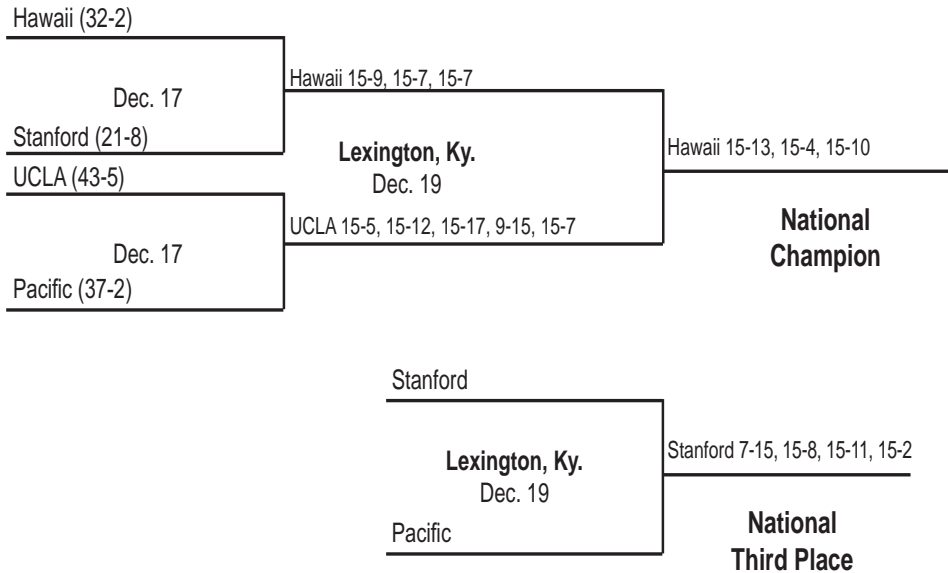 Hawaii (32-2)
Dec. 17
Stanford (21-8)
Hawaii 15-9, 15-7, 15-7
UCLA (43-5)
Dec. 17
Pacific (37-2)
UCLA 15-5, 15-12, 15-17, 9-15, 15-7
Lexington, Ky.
Dec. 19
Hawaii 15-13, 15-4, 15-10
National
Champion
Stanford
Lexington, Ky.
Dec. 19
Pacific
Stanford 7-15, 15-8, 15-11, 15-2
National
Third Place